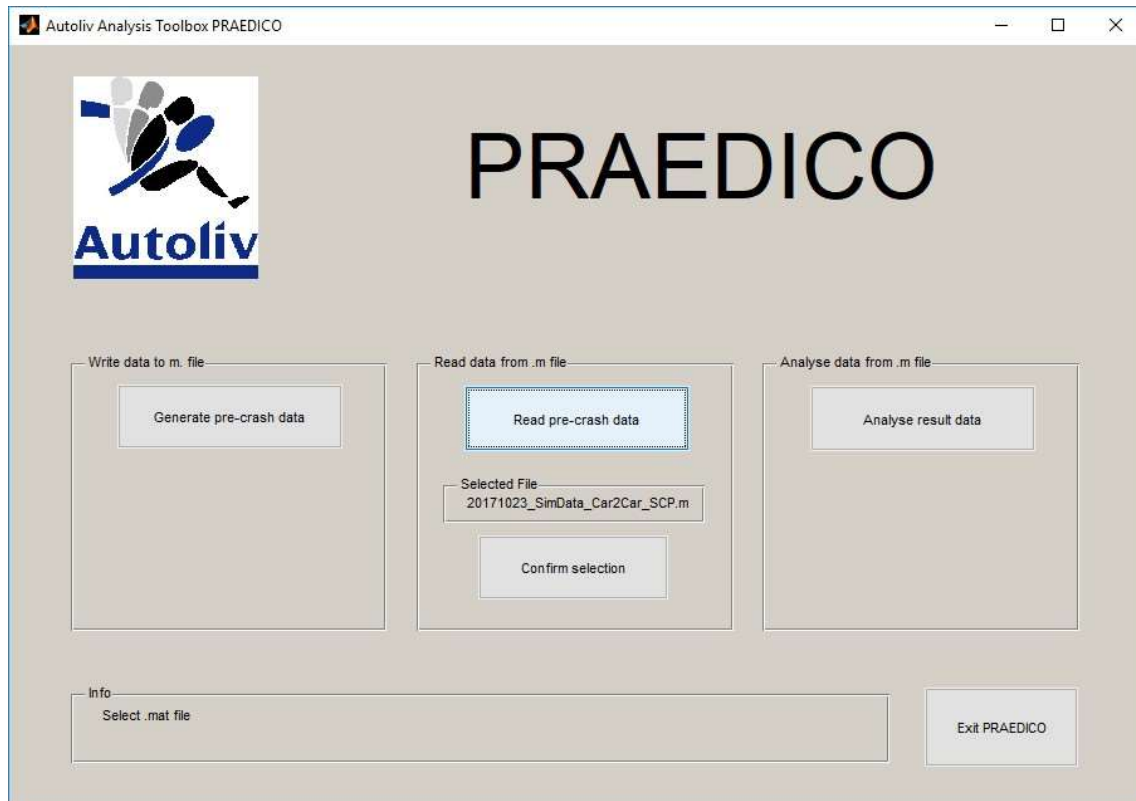 Autoliv Analysis Toolbox PRAEDICO
Autoliv
PRAEDICO
Write data to m. file
Generate pre-crash data
Read data from .m file
Read pre-crash data
Selected File
20171023_SimData_Car2Car_SCP.m
Confirm selection
Analyse data from .m file
Analyse result data
Info
Select .mat file
Exit PRAEDICO